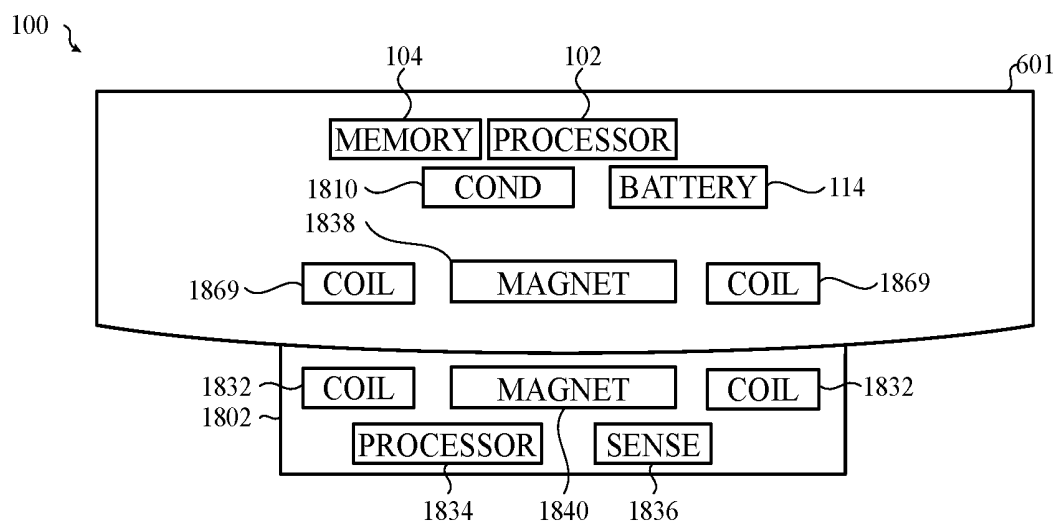 100
104 102 601
MEMORY PROCESSOR
1810 COND BATTERY 114
1838
1869 COIL MAGNET COIL 1869
1832 COIL MAGNET COIL 1832
1802
PROCESSOR SENSE
1834 1840 1836